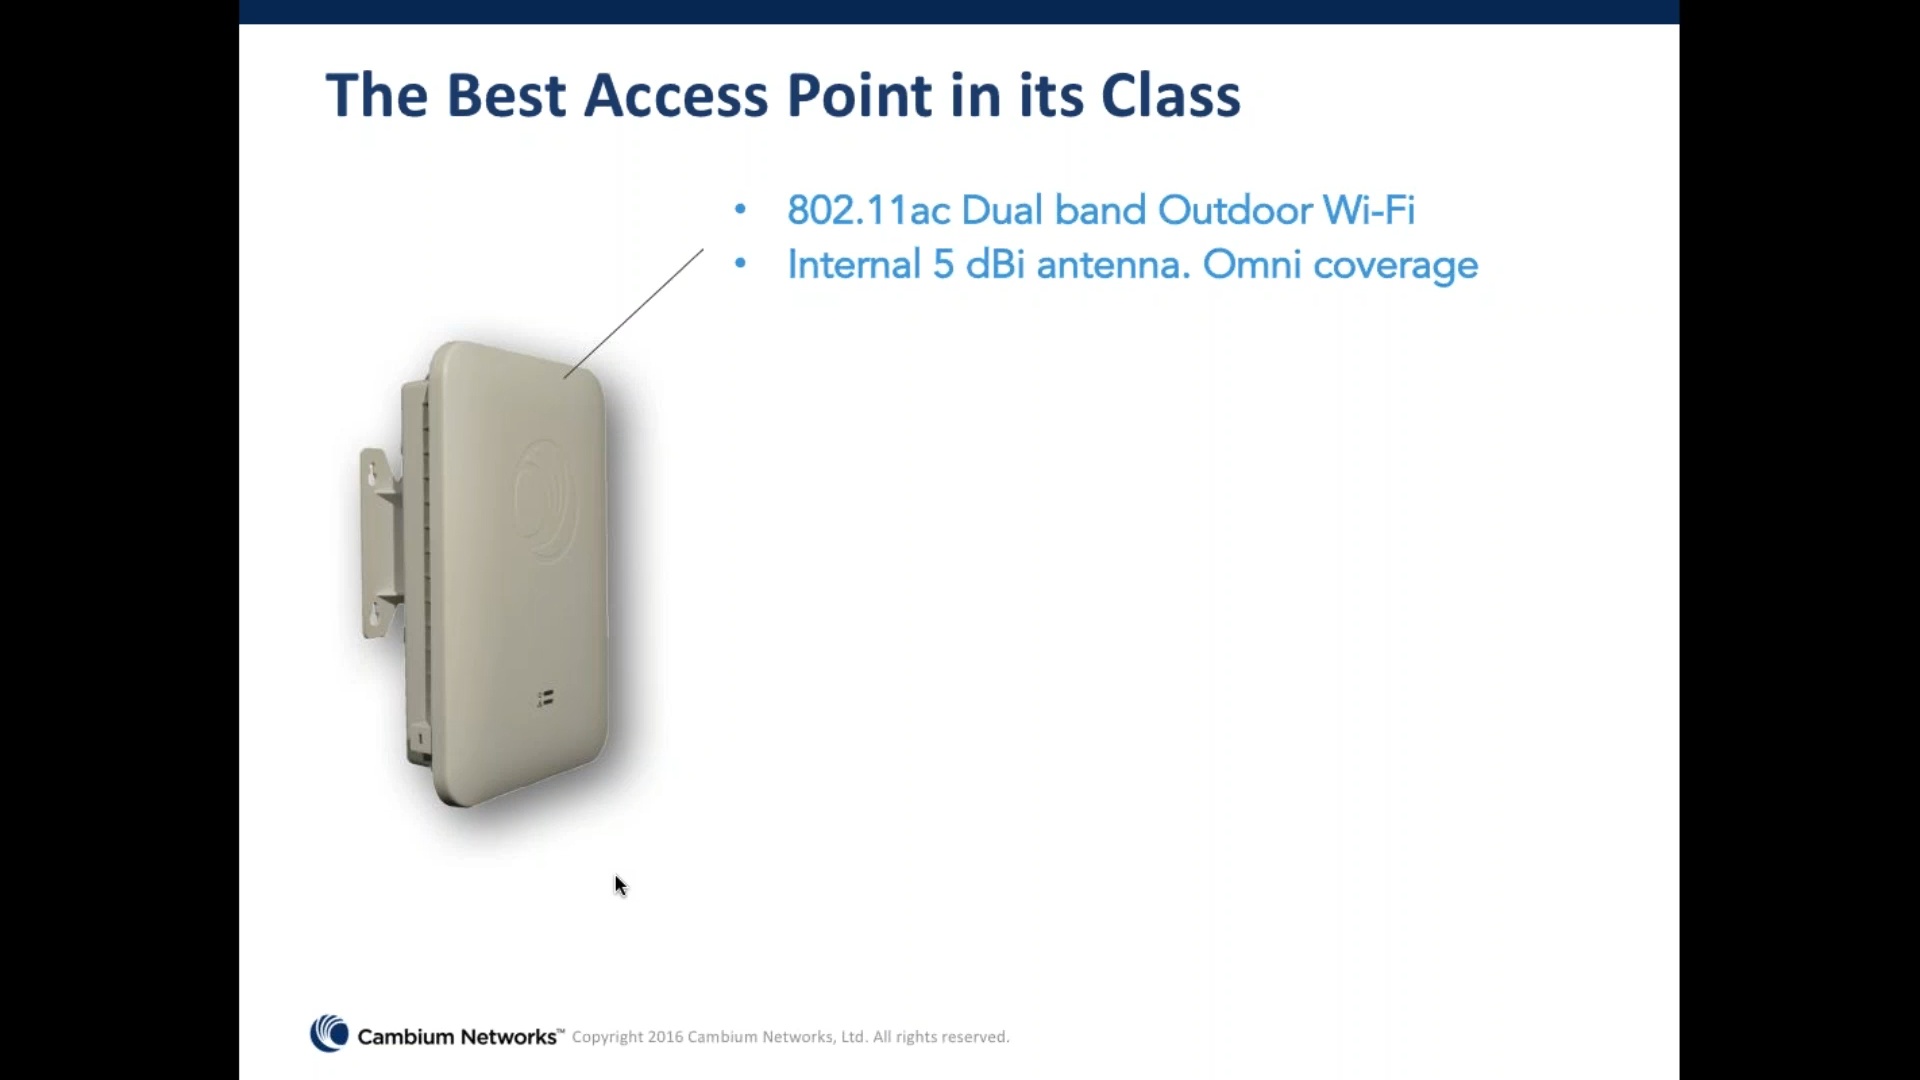 The Best Access Point in its Class
• 802.11ac Dual band Outdoor Wi-Fi
• Internal 5 dBi antenna. Omni coverage
Cambium Networks™ Copyright 2016 Cambium Networks, Ltd. All rights reserved.